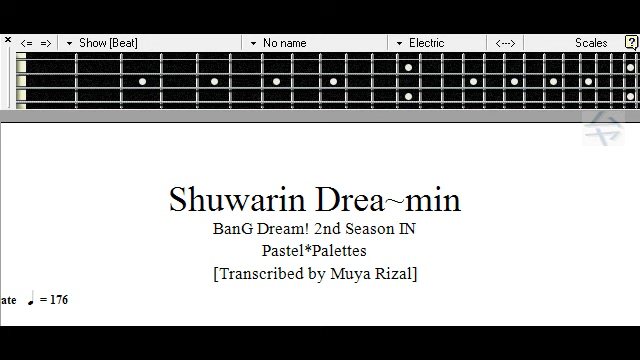 × <= => ▾ Show [Beat] ▾ No name ▾ Electric <---> Scales ?
Shuwarin Drea~min
BanG Dream! 2nd Season IN
Pastel*Palettes
[Transcribed by Muya Rizal]
ate ♩ = 176